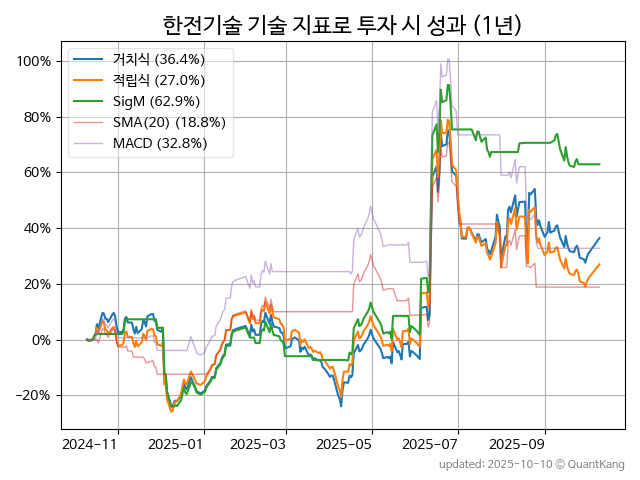 한전기술 기술 지표로 투자 시 성과 (1년)
거치식 (36.4%)
적립식 (27.0%)
SigM (62.9%)
SMA(20) (18.8%)
MACD (32.8%)
100%
80%
60%
40%
20%
0%
−20%
2024−11
2025−01
2025−03
2025−05
2025−07
2025−09
updated: 2025-10-10 © QuantKang